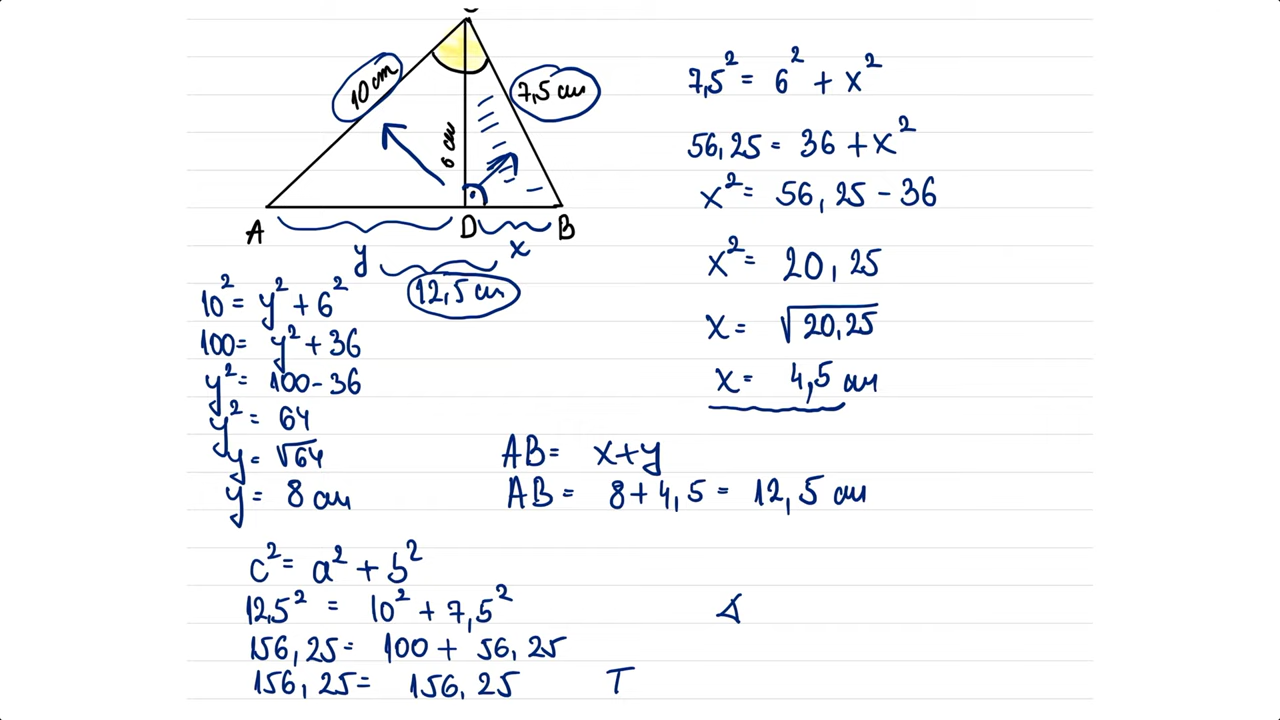 10 cm
7,5 cm
6 cm
A
D
B
y
x
12,5 cm
10² = y² + 6²
100 = y² + 36
y² = 100 - 36
y² = 64
y = √64
y = 8 cm
7,5² = 6² + x²
56,25 = 36 + x²
x² = 56,25 - 36
x² = 20,25
x = √20,25
x = 4,5 cm
AB = x+y
AB = 8 + 4,5 = 12,5 cm
c² = a² + b²
12,5² = 10² + 7,5²
156,25 = 100 + 56,25
156,25 = 156,25 T